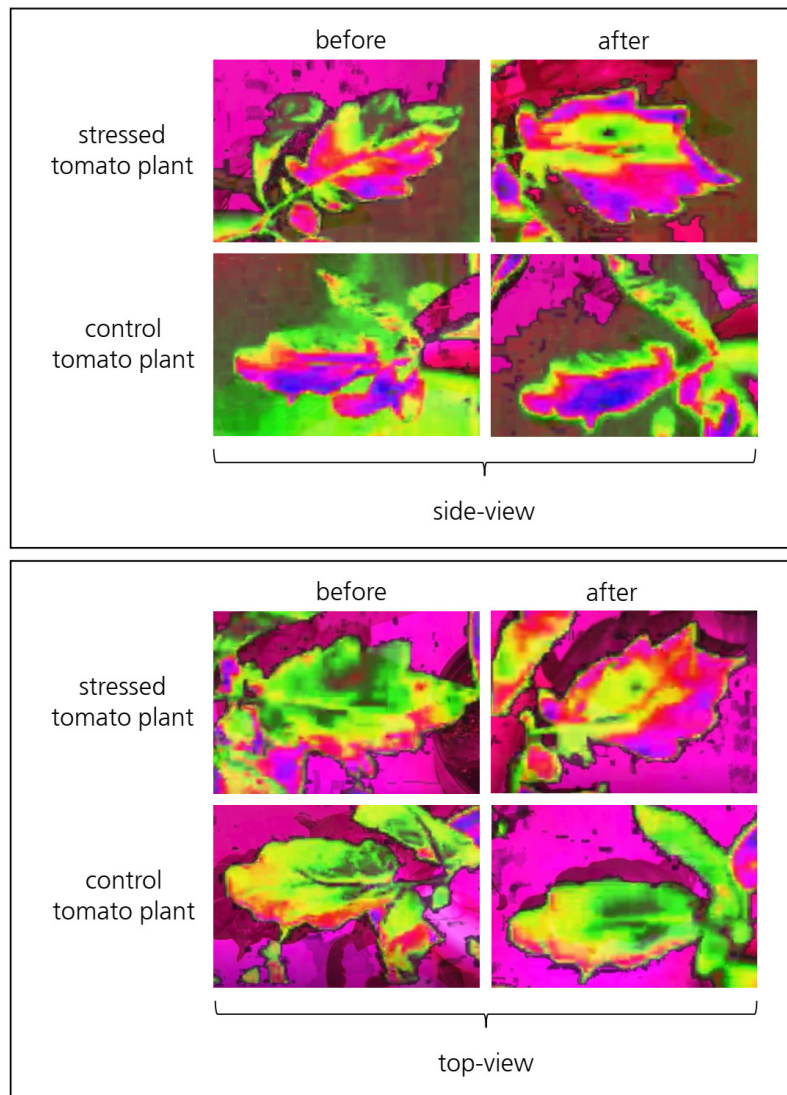 before after
stressed
tomato plant
control
tomato plant
side-view
before after
stressed
tomato plant
control
tomato plant
top-view